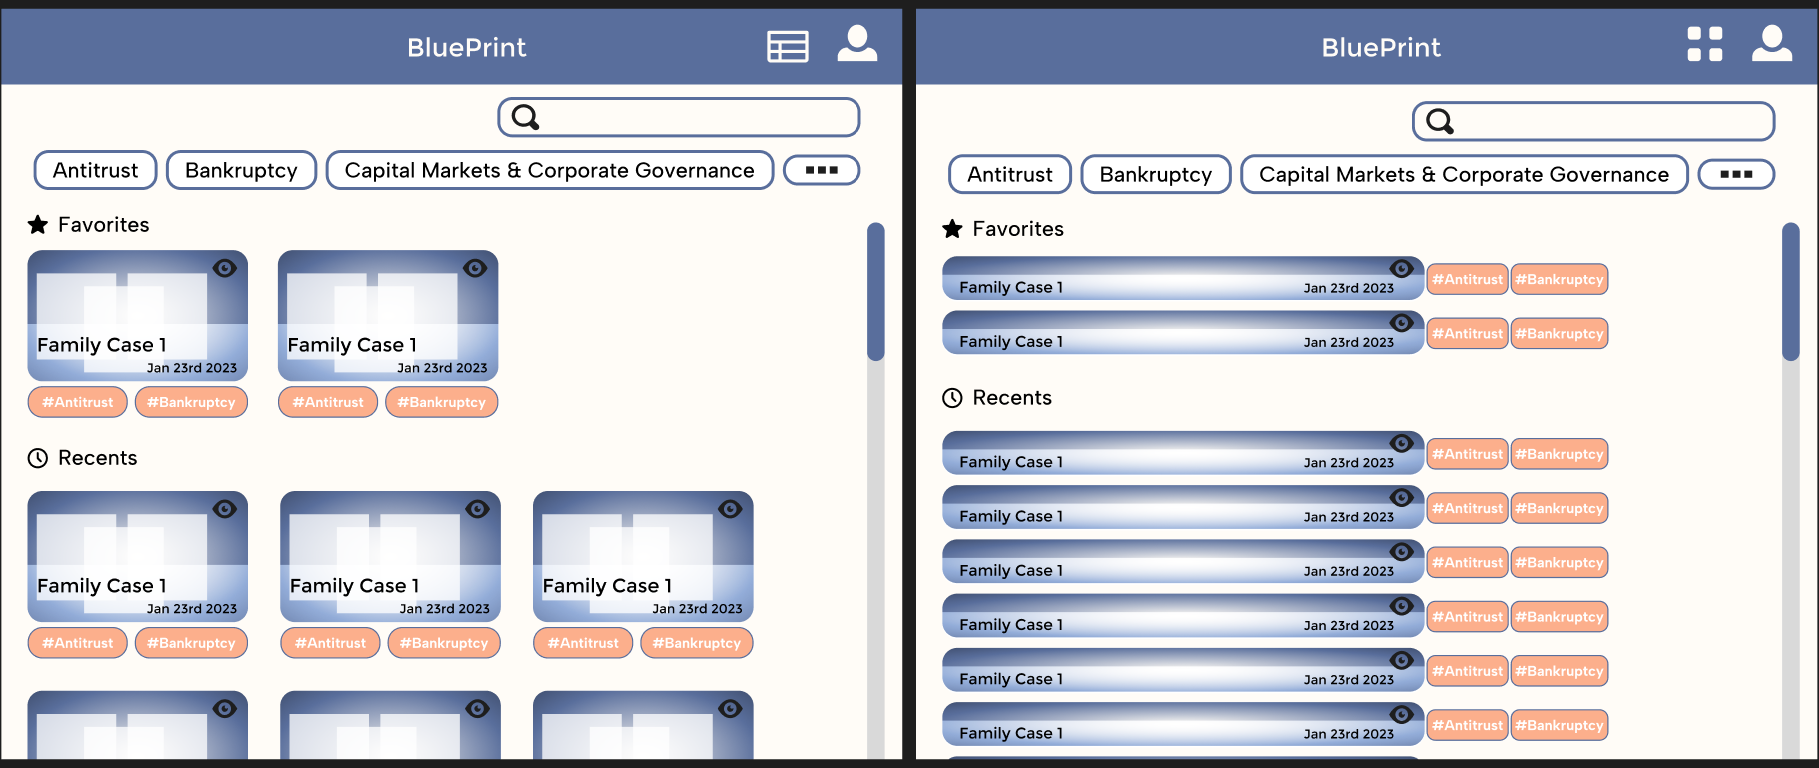 BluePrint
Antitrust Bankruptcy Capital Markets & Corporate Governance
Favorites
Family Case 1 Family Case 1
Jan 23rd 2023 Jan 23rd 2023
#Antitrust #Bankruptcy #Antitrust #Bankruptcy
Recents
Family Case 1 Family Case 1 Family Case 1
Jan 23rd 2023 Jan 23rd 2023 Jan 23rd 2023
#Antitrust #Bankruptcy #Antitrust #Bankruptcy #Antitrust #Bankruptcy
BluePrint
Antitrust Bankruptcy Capital Markets & Corporate Governance
Favorites
Family Case 1 Jan 23rd 2023 #Antitrust #Bankruptcy
Family Case 1 Jan 23rd 2023 #Antitrust #Bankruptcy
Recents
Family Case 1 Jan 23rd 2023 #Antitrust #Bankruptcy
Family Case 1 Jan 23rd 2023 #Antitrust #Bankruptcy
Family Case 1 Jan 23rd 2023 #Antitrust #Bankruptcy
Family Case 1 Jan 23rd 2023 #Antitrust #Bankruptcy
Family Case 1 Jan 23rd 2023 #Antitrust #Bankruptcy
Family Case 1 Jan 23rd 2023 #Antitrust #Bankruptcy